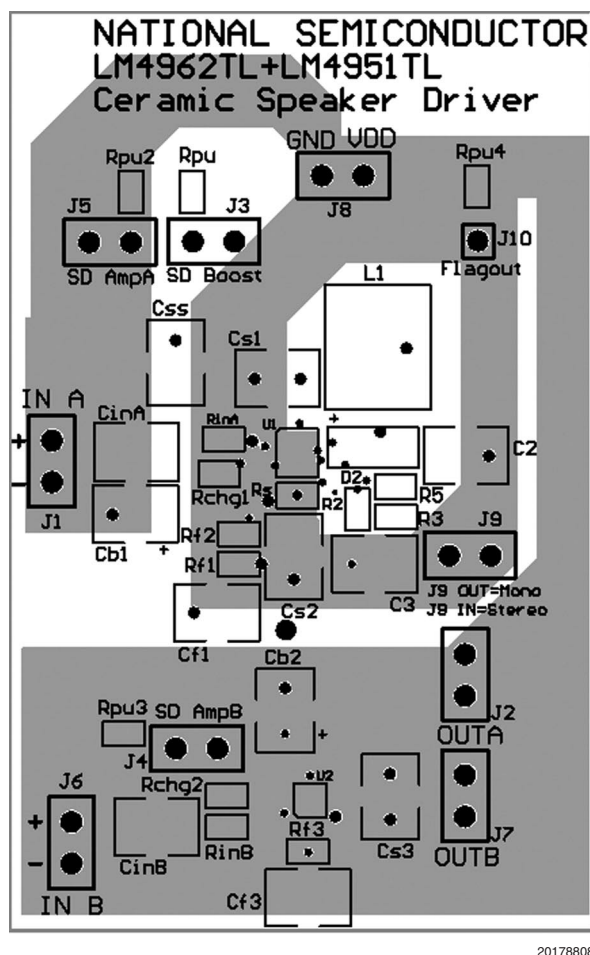 NATIONAL SEMICONDUCTOR
LM4962TL+LM4951TL
Ceramic Speaker Driver
GND VDD
Rpu2 Rpu Rpu4
J5 J3 J8
J10
SD AmpA SD Boost Flagout
L1
Css
Cs1
IN A
CinA RinA U1 +
C2
+
-
Rchg1 Rs R2 D2 R5
J1
Rf2 R3 J9
Cb1 +
Rf1
J9 OUT=Mono
Cs2 C3 J9 IN=Stereo
Cf1
Cb2
Rpu3 SD AmpB
+ J2
OUTA
J4
J6 Rchg2 U2
+
Rf3 J7
-
CinB RinB Cs3 OUTB
IN B Cf3
20178808